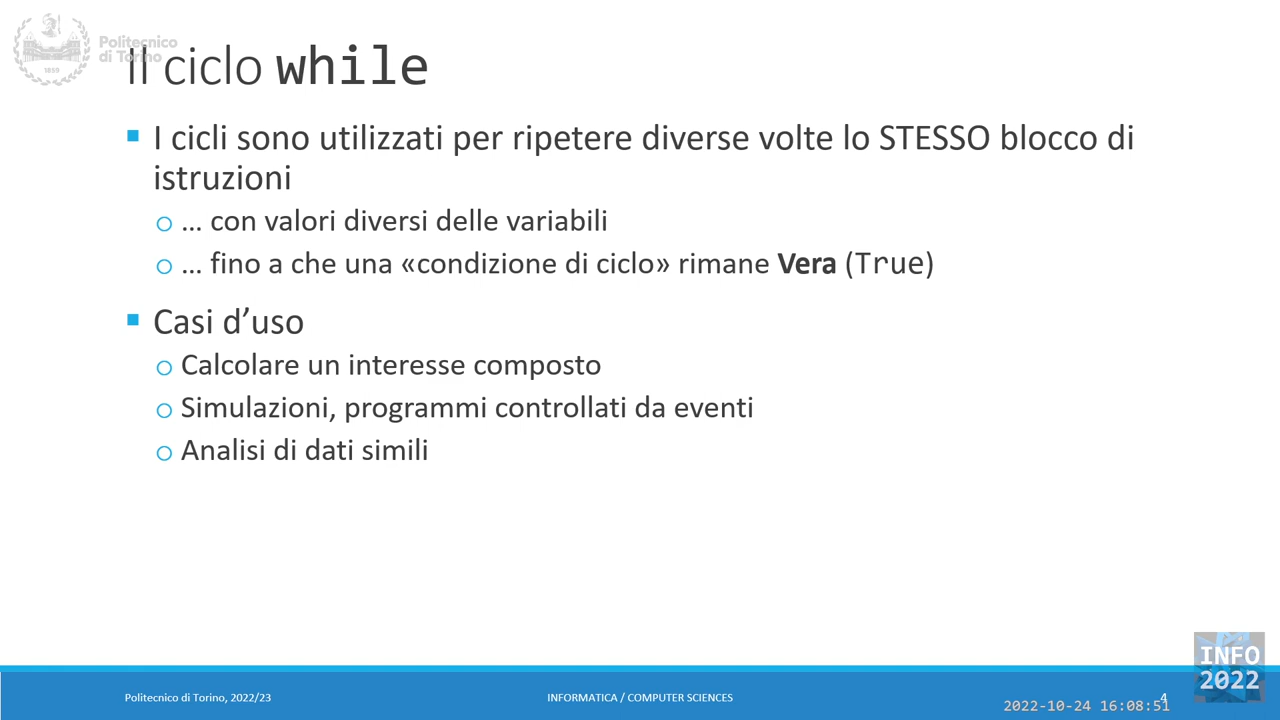 Politecnico
di Torino
1859
Il ciclo while
▪ I cicli sono utilizzati per ripetere diverse volte lo STESSO blocco di
istruzioni
o … con valori diversi delle variabili
o … fino a che una «condizione di ciclo» rimane Vera (True)
▪ Casi d’uso
o Calcolare un interesse composto
o Simulazioni, programmi controllati da eventi
o Analisi di dati simili
INFO
2022
Politecnico di Torino, 2022/23
INFORMATICA / COMPUTER SCIENCES
4
2022-10-24 16:08:51